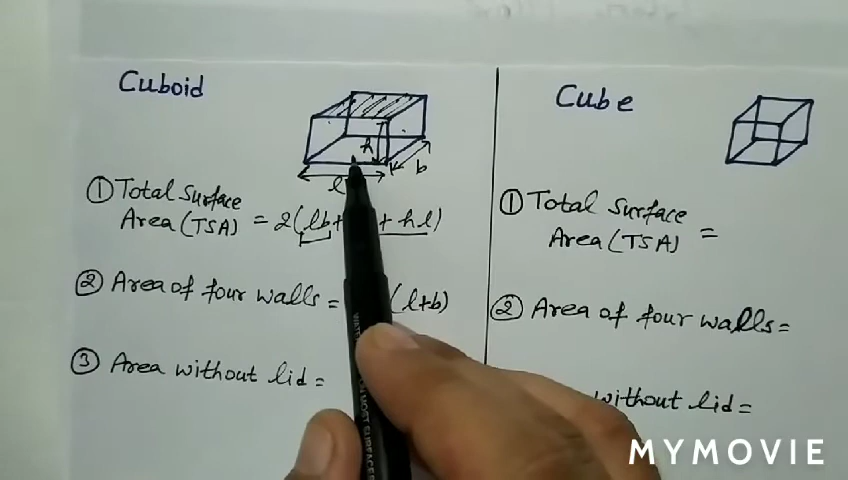 Cuboid
h
b
l
① Total Surface
Area (TSA) = 2(lb+ + hl)
② Area of four walls = (l+b)
③ Area without lid =
Cube
① Total Surface
Area (TSA) =
② Area of four walls =
without lid =
MYMOVIE